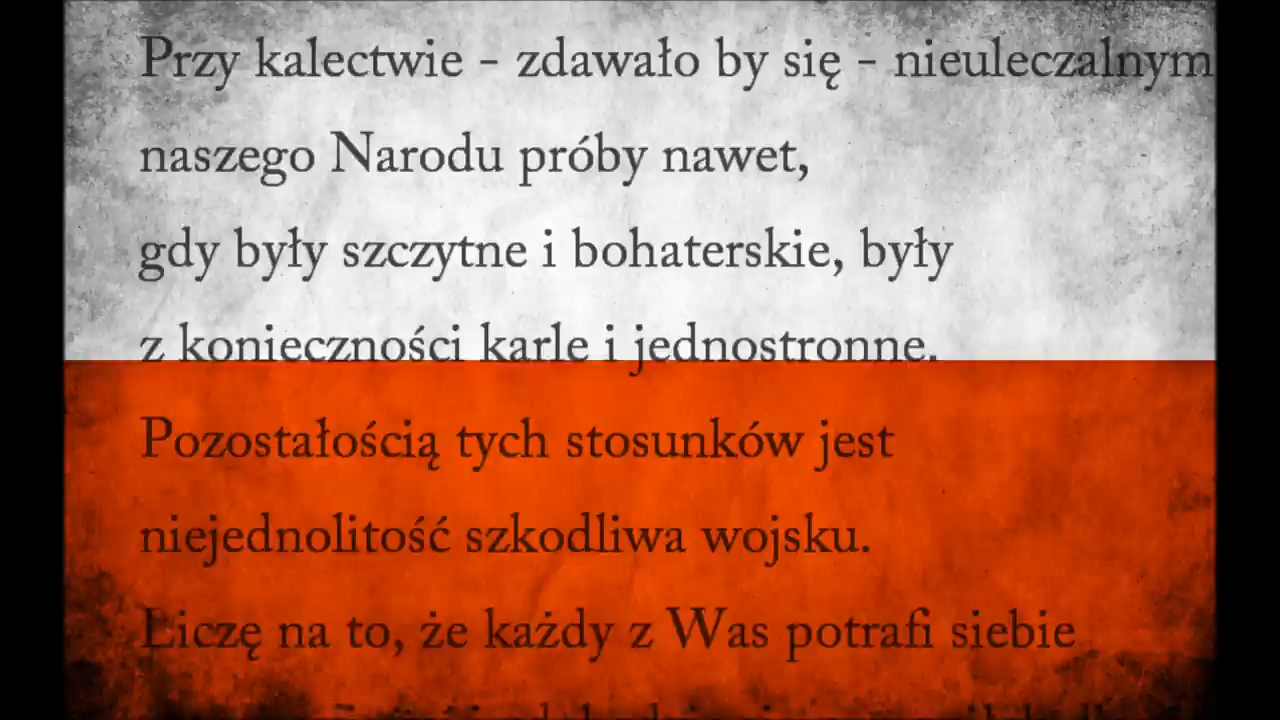 Przy kalectwie - zdawało by się - nieuleczalnym
naszego Narodu próby nawet,
gdy były szczytne i bohaterskie, były
z konieczności karle i jednostronne.
Pozostałością tych stosunków jest
niejednolitość szkodliwa wojsku.
Liczę na to, że każdy z Was potrafi siebie